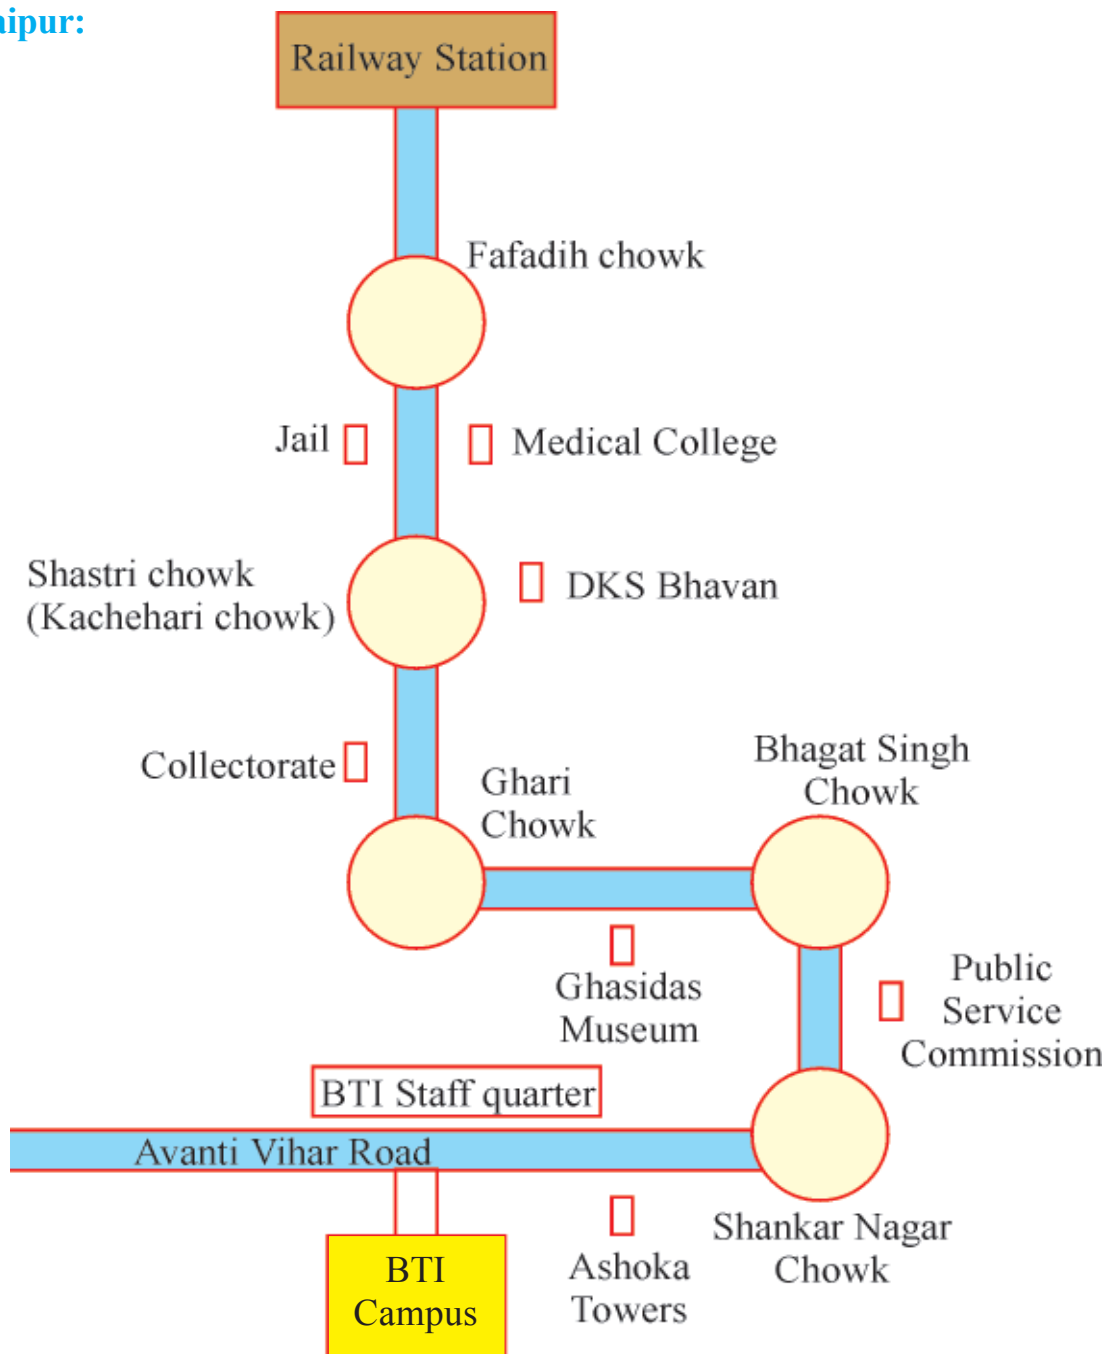 aipur:
Railway Station
Fafadih chowk
Jail
Medical College
Shastri chowk
(Kachehari chowk)
DKS Bhavan
Collectorate
Ghari
Chowk
Bhagat Singh
Chowk
Ghasidas
Museum
Public
Service
Commission
BTI Staff quarter
Avanti Vihar Road
BTI
Campus
Ashoka
Towers
Shankar Nagar
Chowk